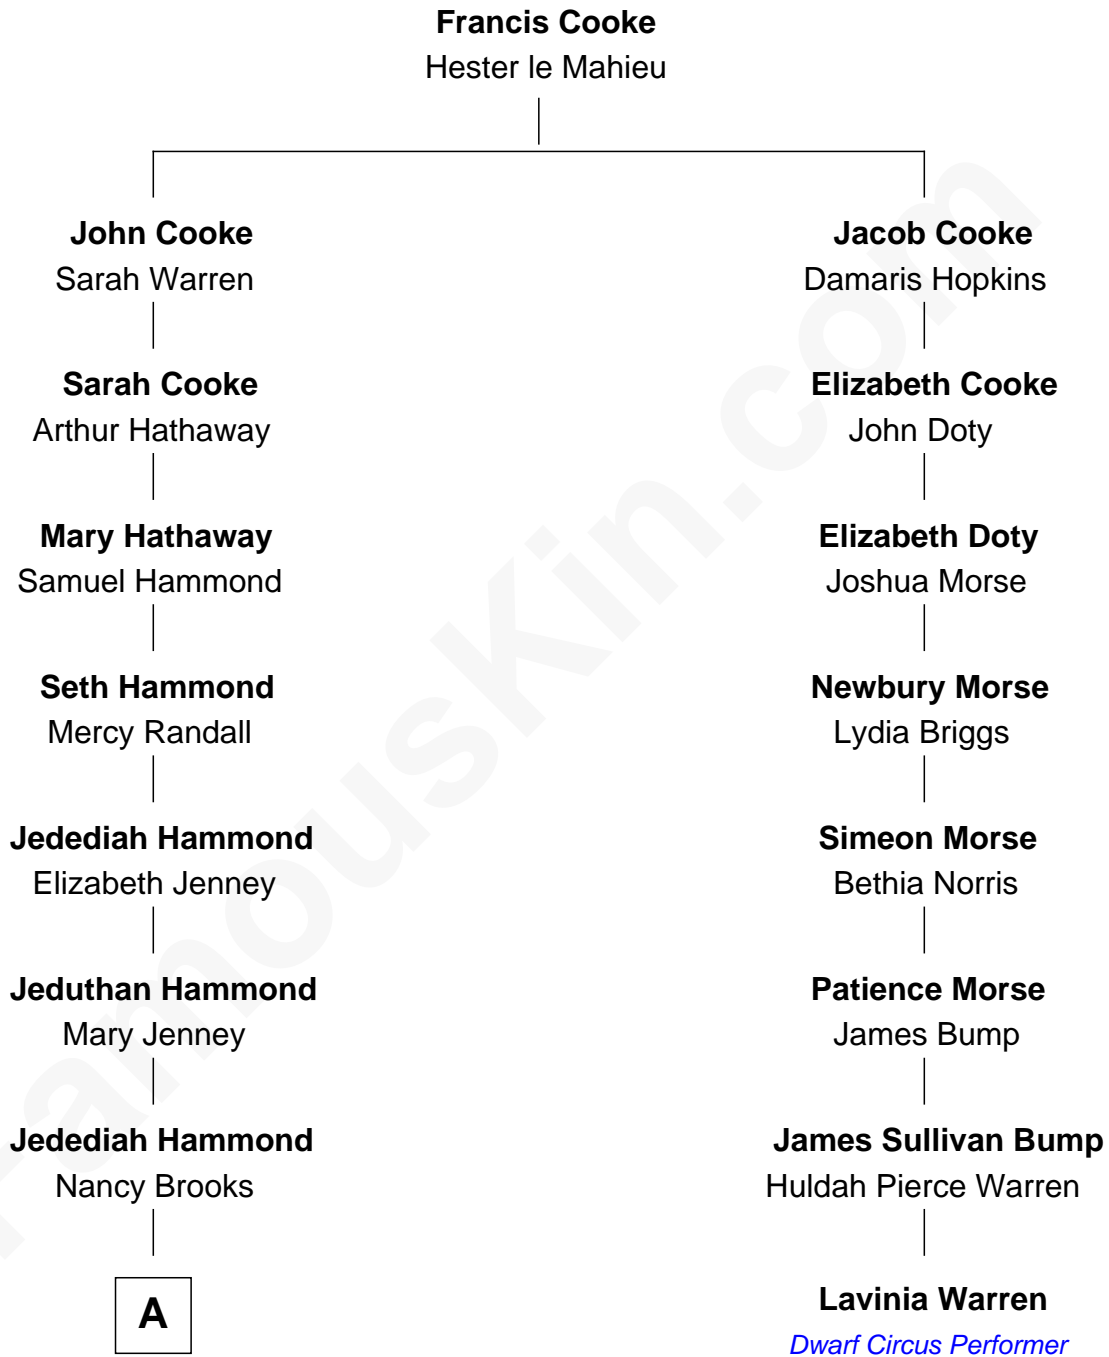 Francis Cooke
Hester le Mahieu
John Cooke
Sarah Warren
Sarah Cooke
Arthur Hathaway
Mary Hathaway
Samuel Hammond
Seth Hammond
Mercy Randall
Jedediah Hammond
Elizabeth Jenney
Jeduthan Hammond
Mary Jenney
Jedediah Hammond
Nancy Brooks
A
Jacob Cooke
Damaris Hopkins
Elizabeth Cooke
John Doty
Elizabeth Doty
Joshua Morse
Newbury Morse
Lydia Briggs
Simeon Morse
Bethia Norris
Patience Morse
James Bump
James Sullivan Bump
Huldah Pierce Warren
Lavinia Warren
Dwarf Circus Performer
FamousKin.com